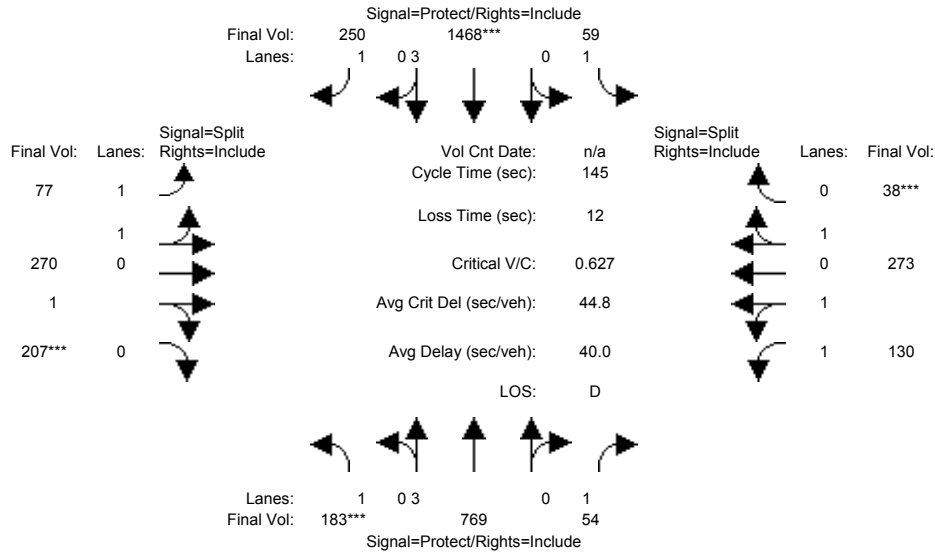 Signal=Protect/Rights=Include
Final Vol: 250 1468*** 59
Lanes: 1 0 3 0 1
Signal=Split Signal=Split
Final Vol: Lanes: Rights=Include Vol Cnt Date: n/a Rights=Include Lanes: Final Vol:
Cycle Time (sec): 145
77 1 0 38***
Loss Time (sec): 12
1 1
270 0 Critical V/C: 0.627 0 273
1 Avg Crit Del (sec/veh): 44.8 1
207*** 0 Avg Delay (sec/veh): 40.0 1 130
LOS: D
Lanes: 1 0 3 0 1
Final Vol: 183*** 769 54
Signal=Protect/Rights=Include